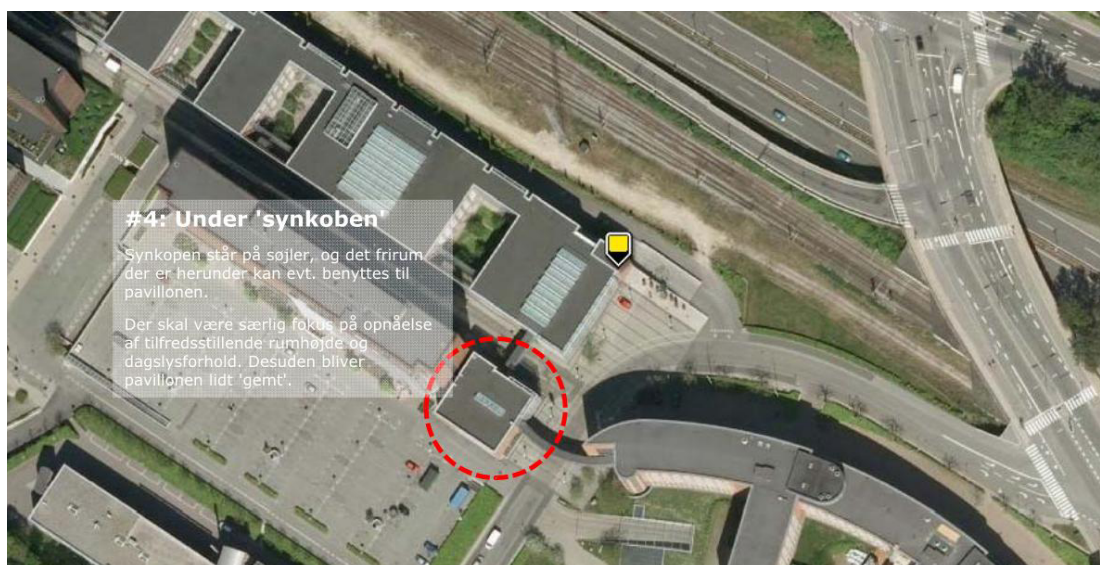 #4: Under 'synkoben'
Synkopen står på søjler, og det frirum
der er herunder kan evt. benyttes til
pavillonen.
Der skal være særlig fokus på opnåelse
af tilfredsstillende rumhøjde og
dagslysforhold. Desuden bliver
pavillonen lidt 'gemt'.